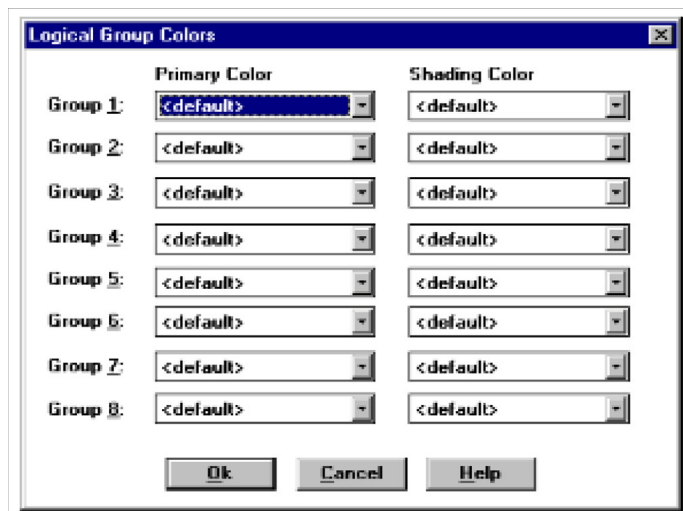 Logical Group Colors
Primary Color Shading Color
Group 1: <default> <default>
Group 2: <default> <default>
Group 3: <default> <default>
Group 4: <default> <default>
Group 5: <default> <default>
Group 6: <default> <default>
Group 7: <default> <default>
Group 8: <default> <default>
Ok Cancel Help